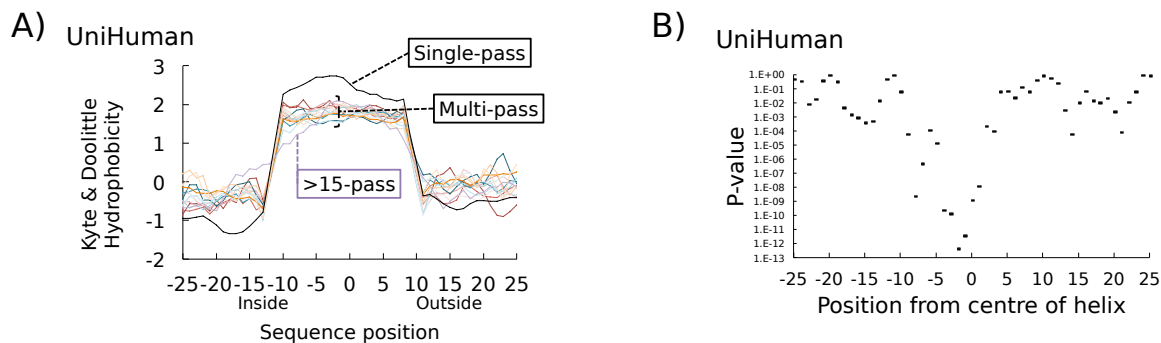 A)
UniHuman
Kyte & Doolittle
Hydrophobicity
3
2
1
0
-1
-2
Single-pass
Multi-pass
>15-pass
-25 -20 -15 -10 -5 0 5 10 15 20 25
Inside Outside
Sequence position
B)
UniHuman
P-value
1.E+00
1.E-01
1.E-02
1.E-03
1.E-04
1.E-05
1.E-06
1.E-07
1.E-08
1.E-09
1.E-10
1.E-11
1.E-12
1.E-13
-25 -20 -15 -10 -5 0 5 10 15 20 25
Position from centre of helix